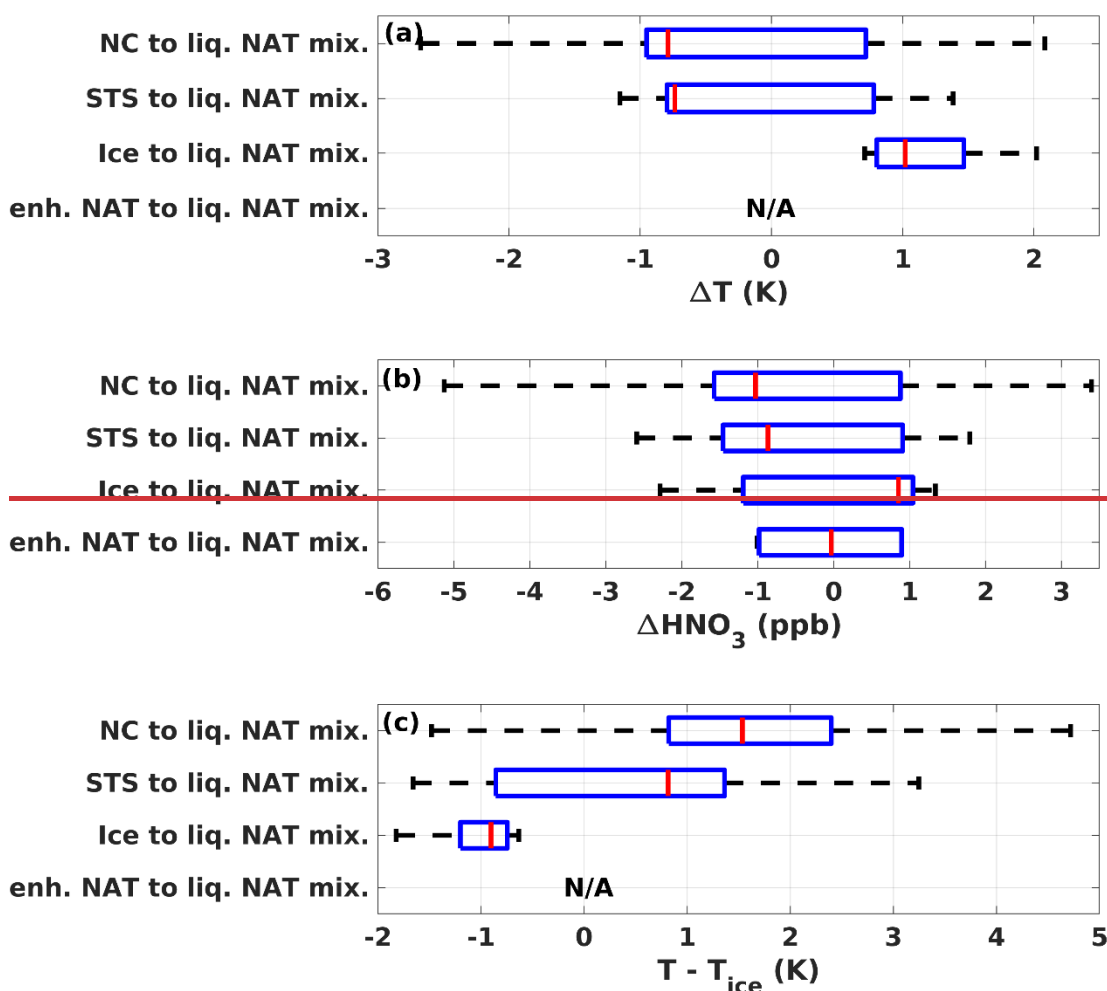 (a)
NC to liq. NAT mix.
STS to liq. NAT mix.
Ice to liq. NAT mix.
enh. NAT to liq. NAT mix.
N/A
-3 -2 -1 0 1 2
ΔT (K)
(b)
NC to liq. NAT mix.
STS to liq. NAT mix.
Ice to liq. NAT mix.
enh. NAT to liq. NAT mix.
-6 -5 -4 -3 -2 -1 0 1 2 3
ΔHNO3 (ppb)
(c)
NC to liq. NAT mix.
STS to liq. NAT mix.
Ice to liq. NAT mix.
enh. NAT to liq. NAT mix.
N/A
-2 -1 0 1 2 3 4 5
T - Tice (K)